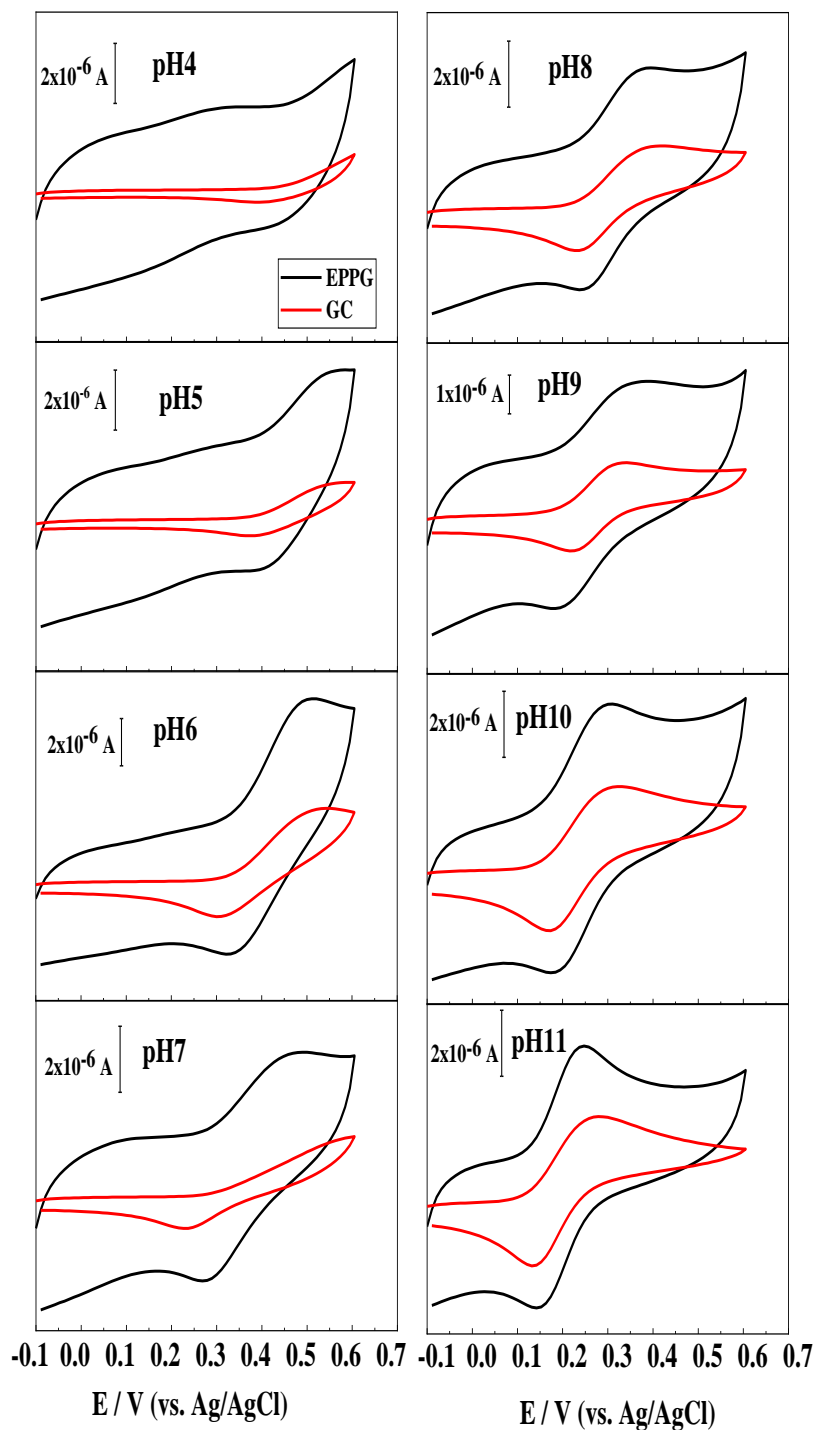 2x10⁻⁶ A
pH4
EPPG
GC
2x10⁻⁶ A
pH5
2x10⁻⁶ A
pH6
2x10⁻⁶ A
pH7
-0.1 0.0 0.1 0.2 0.3 0.4 0.5 0.6
E / V (vs. Ag/AgCl)
2x10⁻⁶ A
pH8
1x10⁻⁶ A
pH9
2x10⁻⁶ A
pH10
2x10⁻⁶ A
pH11
-0.1 0.0 0.1 0.2 0.3 0.4 0.5 0.6 0.7
E / V (vs. Ag/AgCl)